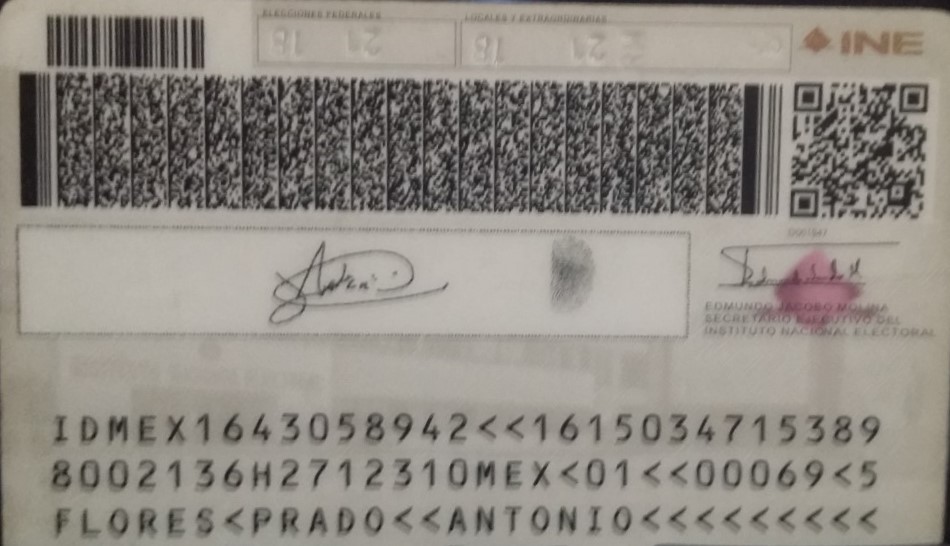 ELECCIONES FEDERALES
LOCALES Y EXTRAORDINARIAS
INE
EDMUNDO JACOBO MOLINA
SECRETARIO EJECUTIVO DEL
INSTITUTO NACIONAL ELECTORAL
IDMEX1643058942<<1615034715389
8002136H2712310MEX<01<<00069<5
FLORES<PRADO<<ANTONIO<<<<<<<<<